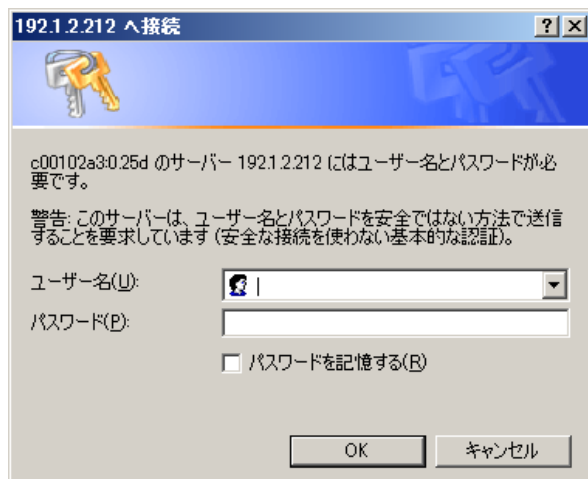 192.1.2.212 へ接続
c00102a3:0.25d のサーバー 192.1.2.212 にはユーザー名とパスワードが必
要です。
警告: このサーバーは、ユーザー名とパスワードを安全ではない方法で送信
することを要求しています (安全な接続を使わない基本的な認証)。
ユーザー名(U):
パスワード(P):
パスワードを記憶する(R)
OK キャンセル